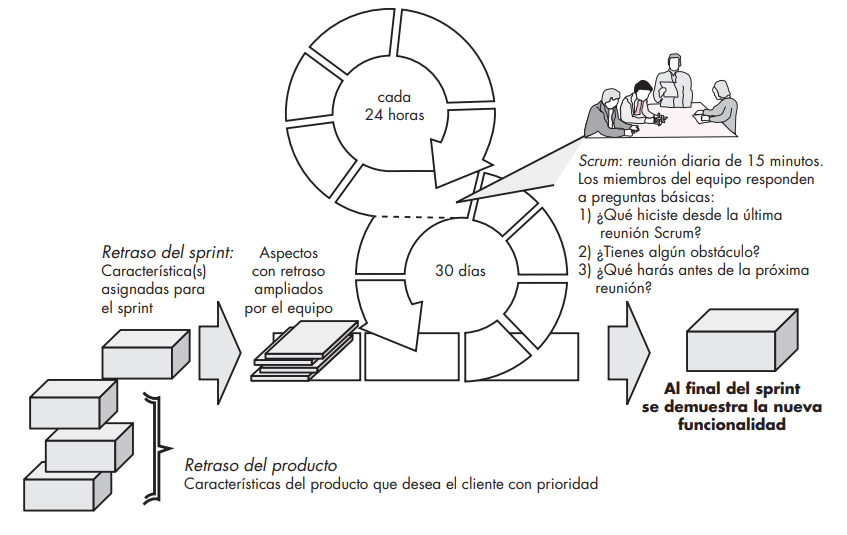 cada
24 horas
Scrum: reunión diaria de 15 minutos.
Los miembros del equipo responden
a preguntas básicas:
1) ¿Qué hiciste desde la última
reunión Scrum?
2) ¿Tienes algún obstáculo?
3) ¿Qué harás antes de la próxima
reunión?
Retraso del sprint:
Característica(s)
asignadas para
el sprint
Aspectos
con retraso
ampliados
por el equipo
30 días
Al final del sprint
se demuestra la nueva
funcionalidad
Retraso del producto
Características del producto que desea el cliente con prioridad